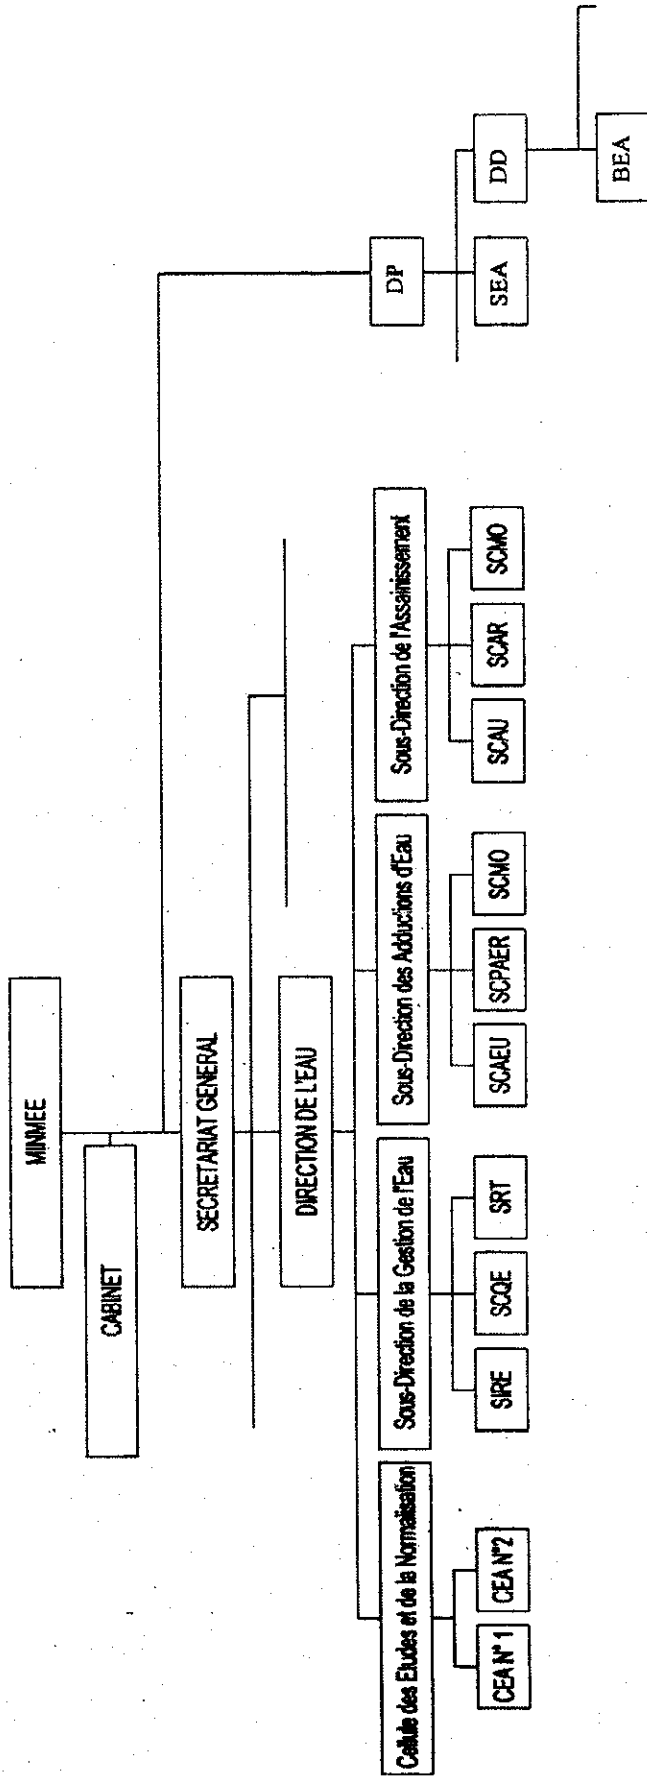 MINMEE
CABINET
SECRETARIAT GENERAL
DIRECTION DE L'EAU
Cellule des Etudes et de la Normalisation
Sous-Direction de la Gestion de l'Eau
Sous-Direction des Adductions d'Eau
Sous-Direction de l'Assainissement
DP
CEA N°1
CEA N°2
SIRE
SCQE
SRT
SCAEU
SCPAER
SCMO
SCAU
SCAR
SCMO
SEA
DD
BEA